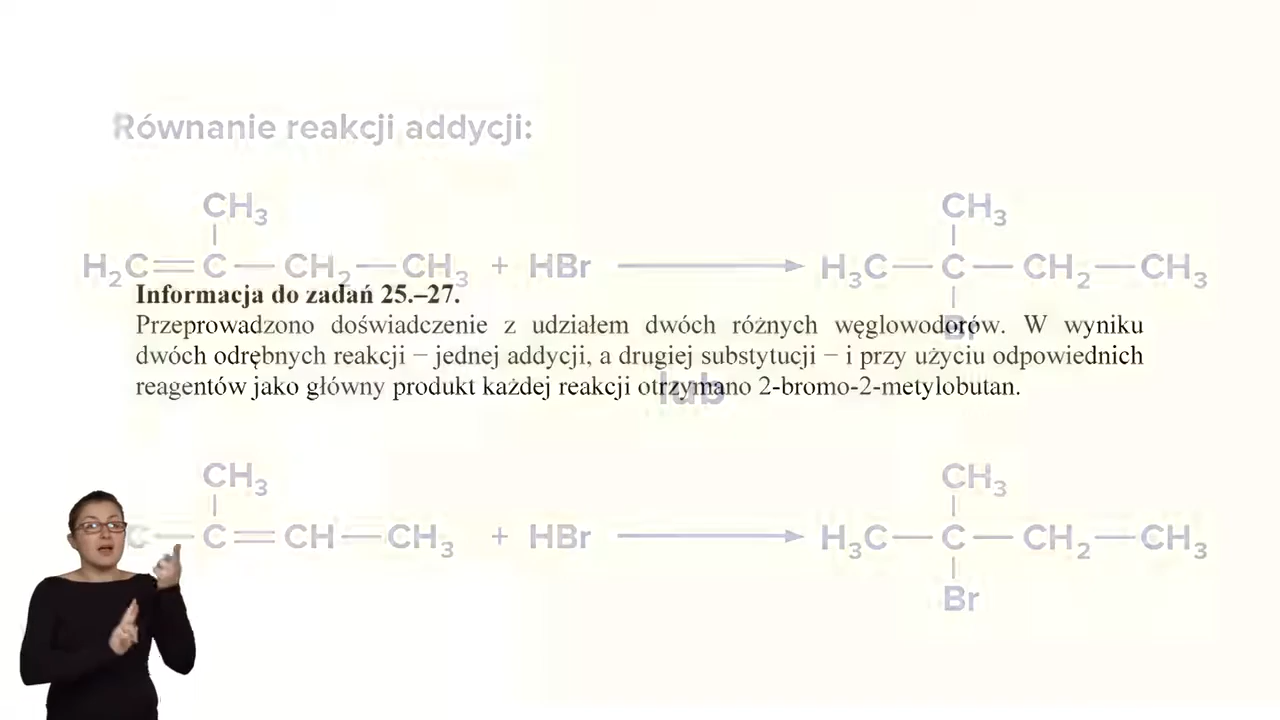 Równanie reakcji addycji:
CH3
H2C=C—CH2—CH3 + HBr → H3C—C—CH2—CH3
CH3
Br
Informacja do zadań 25.–27.
Przeprowadzono doświadczenie z udziałem dwóch różnych węglowodorów. W wyniku
dwóch odrębnych reakcji − jednej addycji, a drugiej substytucji − i przy użyciu odpowiednich
reagentów jako główny produkt każdej reakcji otrzymano 2-bromo-2-metylobutan.
lub
CH3
CH3
C—C=CH—CH3 + HBr → H3C—C—CH2—CH3
Br